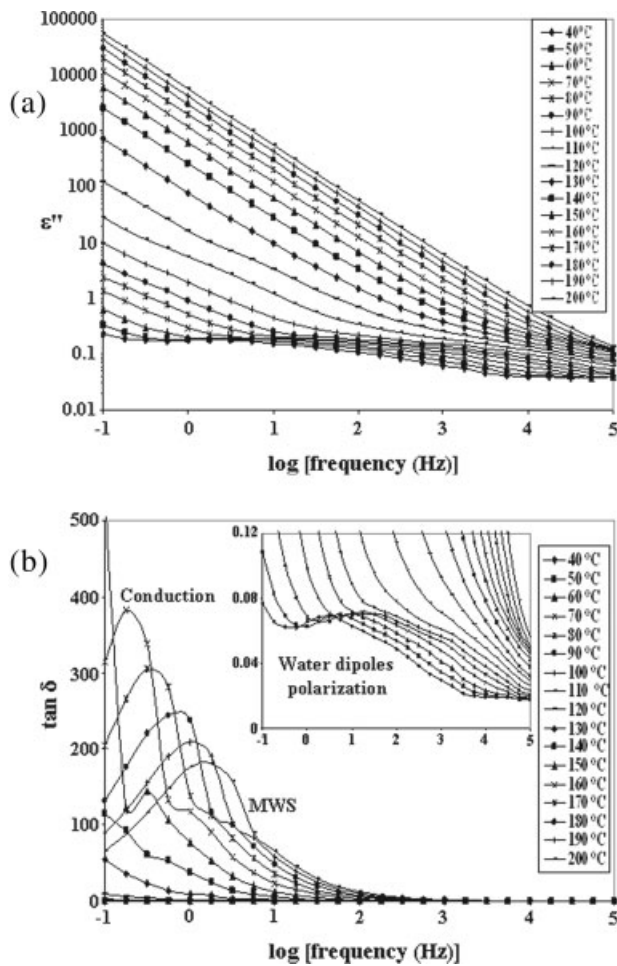 (a)
ε''
100000
10000
1000
100
10
1
0.1
0.01
-1 0 1 2 3 4 5
log [frequency (Hz)]
40°C
50°C
60°C
70°C
80°C
90°C
100°C
110°C
120°C
130°C
140°C
150°C
160°C
170°C
180°C
190°C
200°C
(b)
tan δ
500
400
300
200
100
0
-1 0 1 2 3 4 5
log [frequency (Hz)]
Conduction
MWS
0.12
0.08
0.04
0
-1 0 1 2 3 4 5
Water dipoles
polarization
40 °C
50 °C
60 °C
70 °C
80 °C
90 °C
100 °C
110 °C
120 °C
130 °C
140 °C
150 °C
160 °C
170 °C
180 °C
190 °C
200 °C